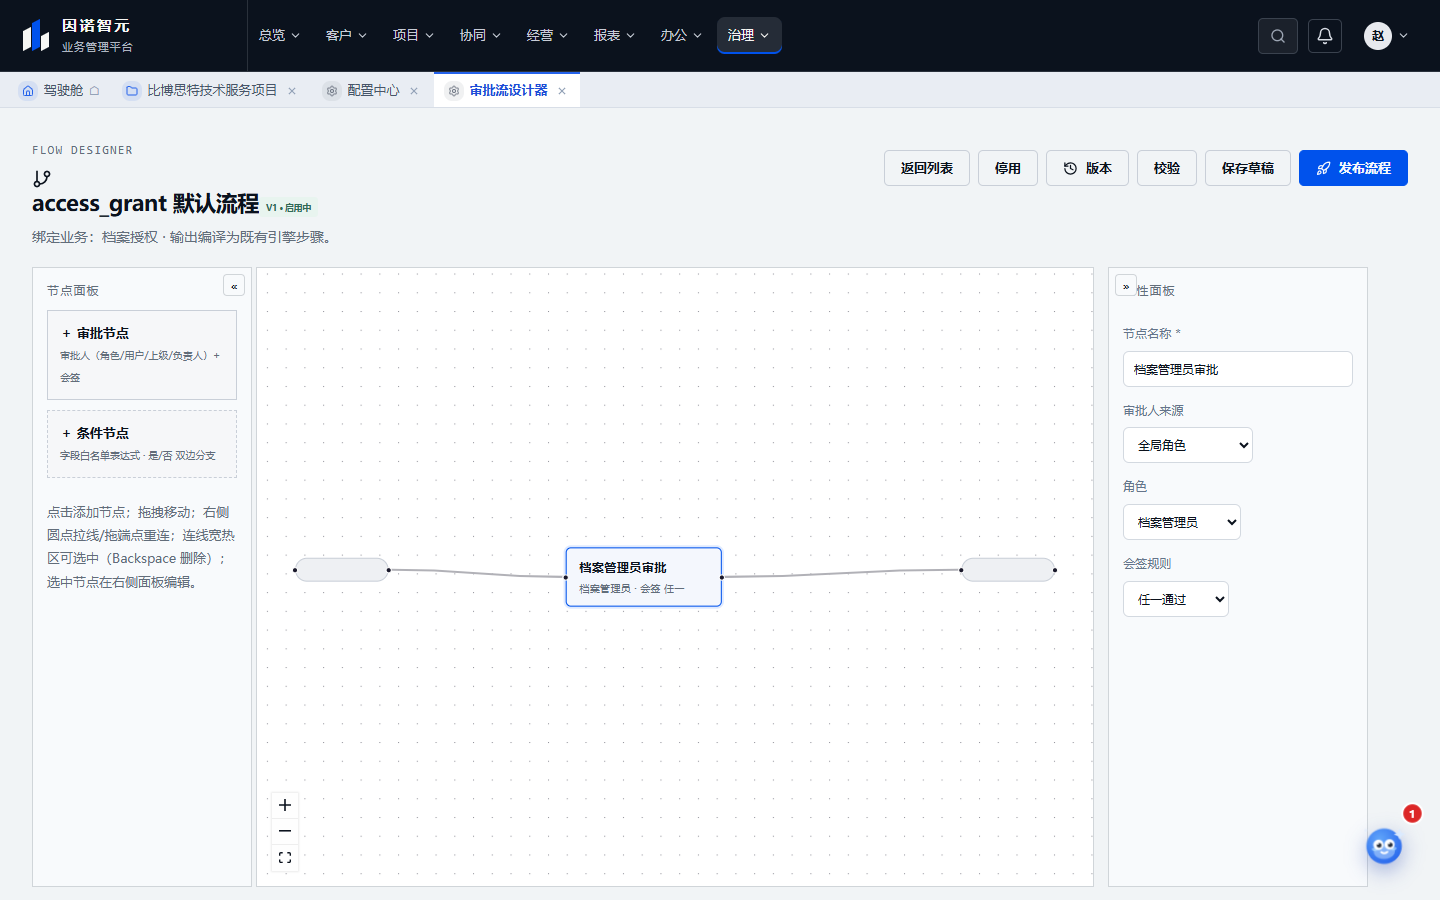 因诺智元
业务管理平台
总览
客户
项目
协同
经营
报表
办公
治理
赵
驾驶舱
比博思特技术服务项目
配置中心
审批流设计器
FLOW DESIGNER
access_grant 默认流程 V1 • 启用中
绑定业务：档案授权 · 输出编译为既有引擎步骤。
返回列表
停用
版本
校验
保存草稿
发布流程
节点面板
«
+ 审批节点
审批人（角色/用户/上级/负责人）+
会签
+ 条件节点
字段白名单表达式 · 是/否 双边分支
点击添加节点；拖拽移动；右侧
圆点拉线/拖端点重连；连线宽热
区可选中（Backspace 删除）；
选中节点在右侧面板编辑。
档案管理员审批
档案管理员 · 会签 任一
» 性面板
节点名称 *
档案管理员审批
审批人来源
全局角色
角色
档案管理员
会签规则
任一通过
1